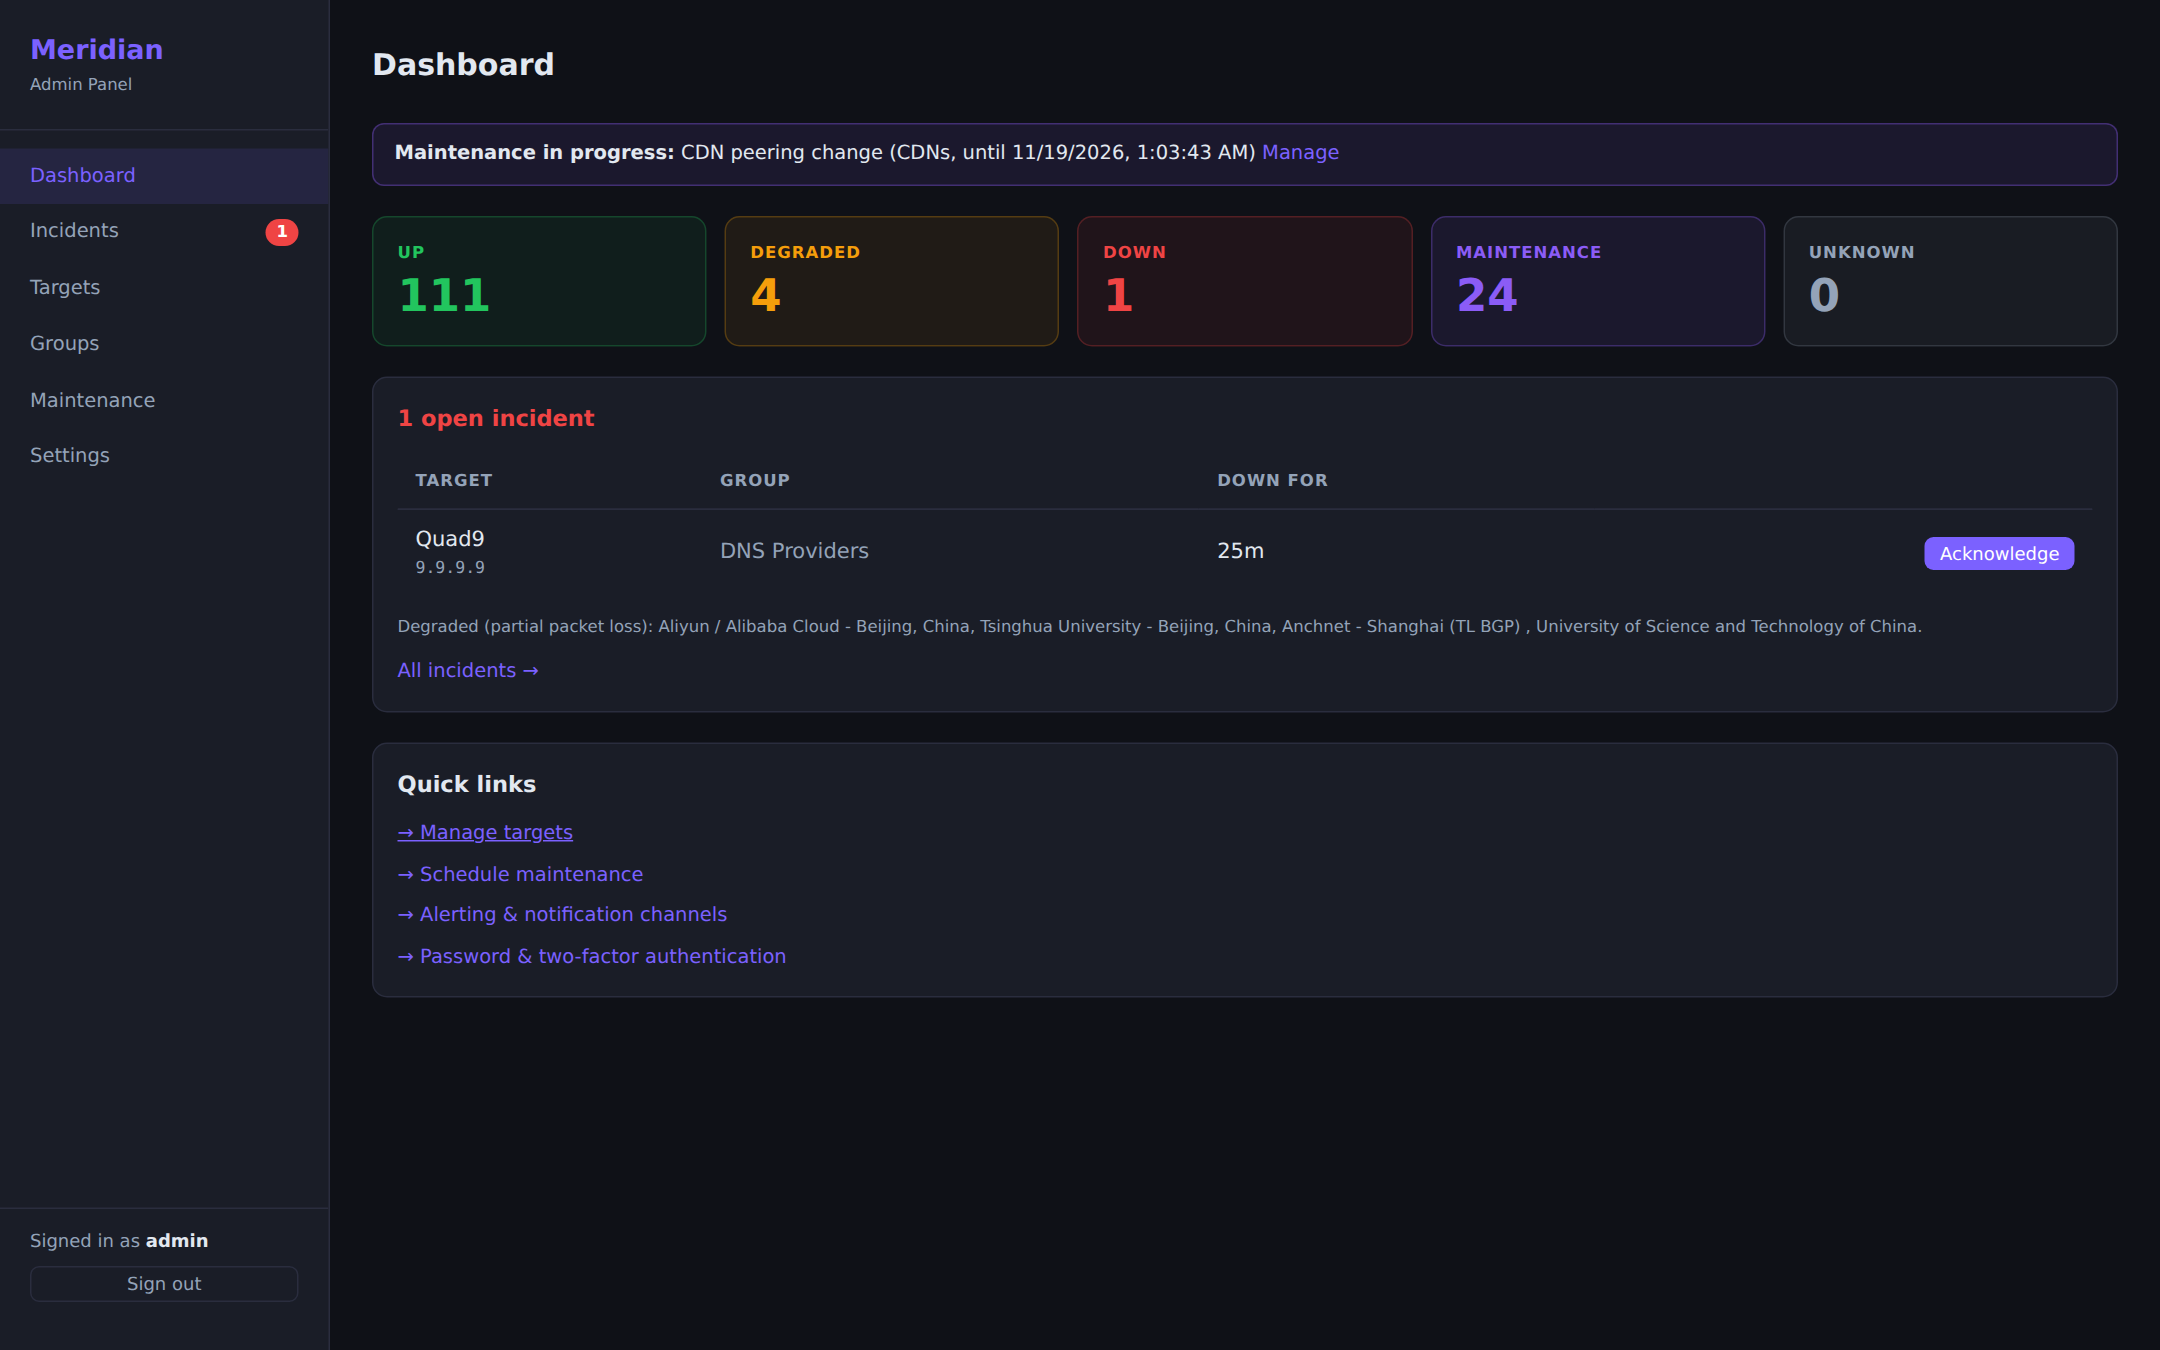 Meridian
Admin Panel
Dashboard
Incidents 1
Targets
Groups
Maintenance
Settings
Signed in as admin
Sign out
Dashboard
Maintenance in progress: CDN peering change (CDNs, until 11/19/2026, 1:03:43 AM) Manage
UP
111
DEGRADED
4
DOWN
1
MAINTENANCE
24
UNKNOWN
0
1 open incident
TARGET GROUP DOWN FOR
Quad9
9.9.9.9
DNS Providers
25m
Acknowledge
Degraded (partial packet loss): Aliyun / Alibaba Cloud - Beijing, China, Tsinghua University - Beijing, China, Anchnet - Shanghai (TL BGP) , University of Science and Technology of China.
All incidents →
Quick links
→ Manage targets
→ Schedule maintenance
→ Alerting & notification channels
→ Password & two-factor authentication